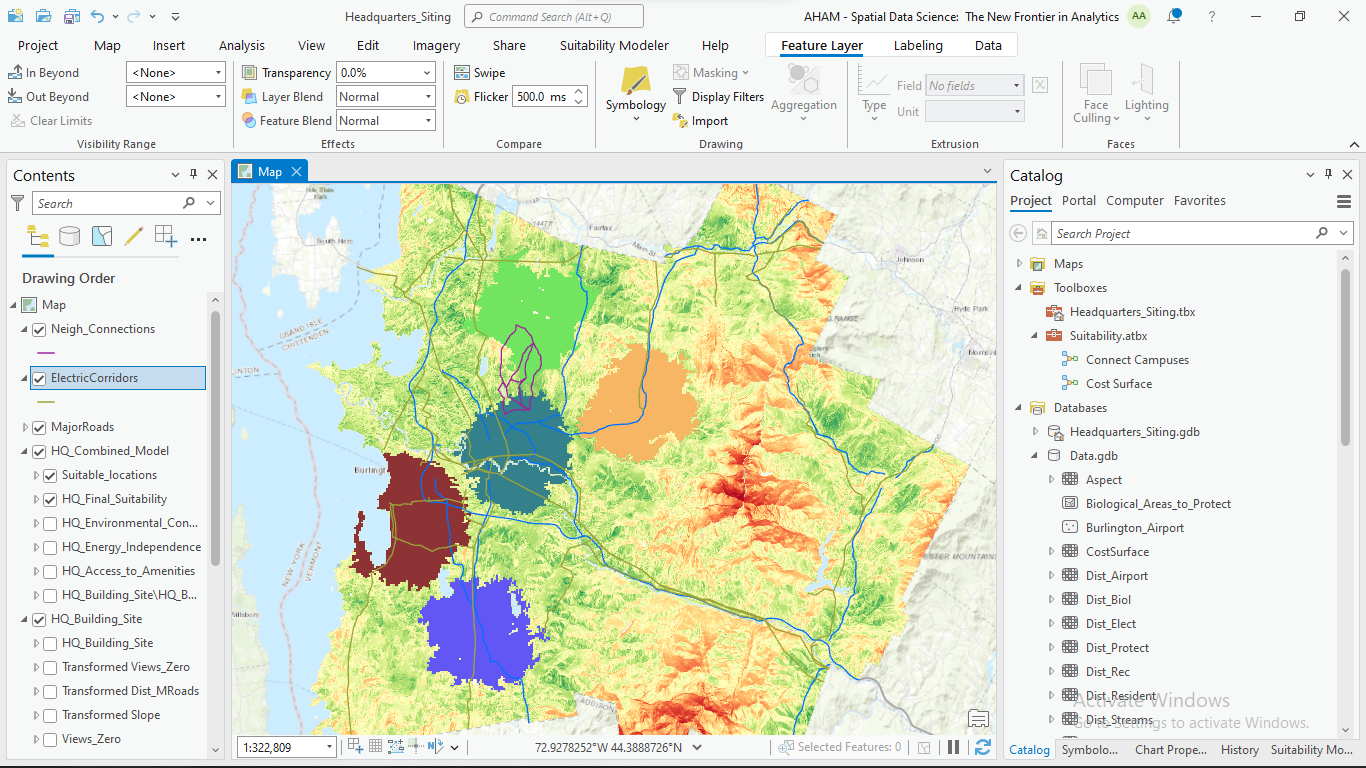 Headquarters_Siting
Command Search (Alt+Q)
AHAM - Spatial Data Science: The New Frontier in Analytics
AA
?
Project Map Insert Analysis View Edit Imagery Share Suitability Modeler Help Feature Layer Labeling Data
In Beyond <None>
Out Beyond <None>
Clear Limits
Visibility Range
Transparency 0.0%
Layer Blend Normal
Feature Blend Normal
Effects
Swipe
Flicker 500.0 ms
Compare
Symbology
Masking
Display Filters
Import
Aggregation
Drawing
Type
Field No fields
Unit
Extrusion
Face Culling
Lighting
Faces
Contents
Search
Drawing Order
Map
Neigh_Connections
ElectricCorridors
MajorRoads
HQ_Combined_Model
Suitable_locations
HQ_Final_Suitability
HQ_Environmental_Con...
HQ_Energy_Independence
HQ_Access_to_Amenities
HQ_Building_Site\HQ_B...
HQ_Building_Site
HQ_Building_Site
Transformed Views_Zero
Transformed Dist_MRoads
Transformed Slope
Views_Zero
Map
South Hero
Fairfax
Main St
Johnson
Hyde Park
GRAND ISLE
CHITTENDEN
Burlingt
NEW YORK
VERMONT
ADDISON
1:322,809
72.9278252°W 44.3888726°N
Selected Features: 0
Catalog
Project Portal Computer Favorites
Search Project
Maps
Toolboxes
Headquarters_Siting.tbx
Suitability.atbx
Connect Campuses
Cost Surface
Databases
Headquarters_Siting.gdb
Data.gdb
Aspect
Biological_Areas_to_Protect
Burlington_Airport
CostSurface
Dist_Airport
Dist_Biol
Dist_Elect
Dist_Protect
Dist_Rec
Dist_Resident
Dist_Streams
Activate Windows
Go to Settings to activate Windows.
Catalog Symbolo... Chart Prope... History Suitability Mo...